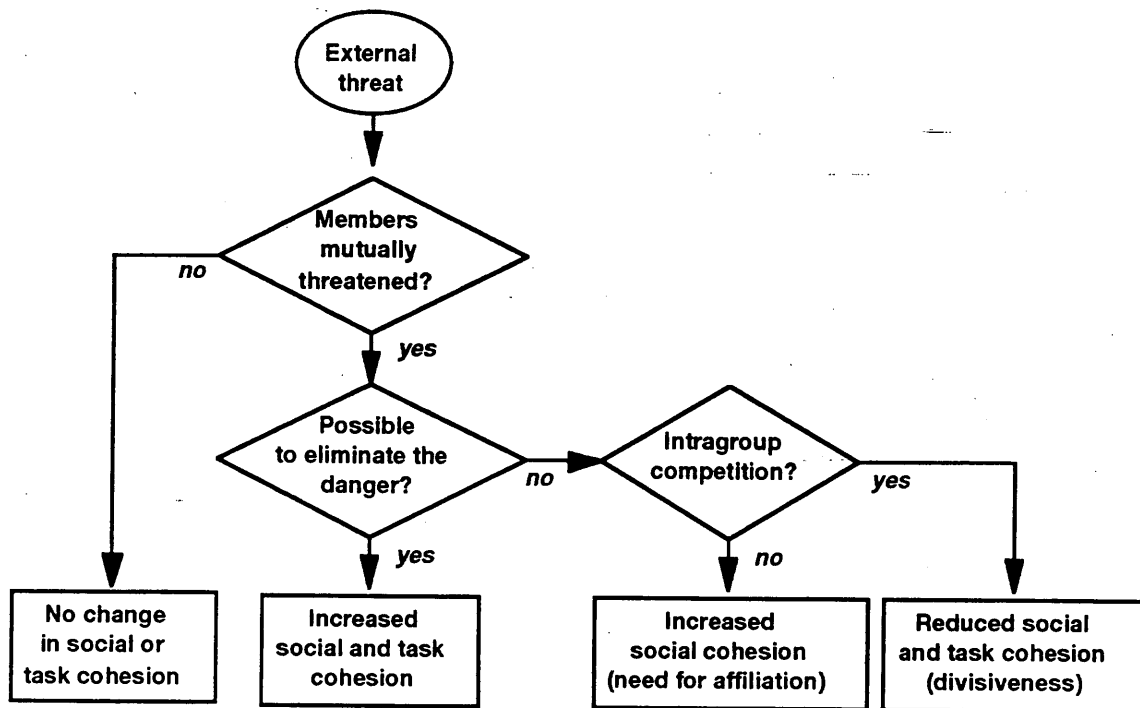 External
threat
Members
mutually
threatened?
no
yes
Possible
to eliminate the
danger?
no
yes
Intragroup
competition?
yes
no
No change
in social or
task cohesion
Increased
social and task
cohesion
Increased
social cohesion
(need for affiliation)
Reduced social
and task cohesion
(divisiveness)